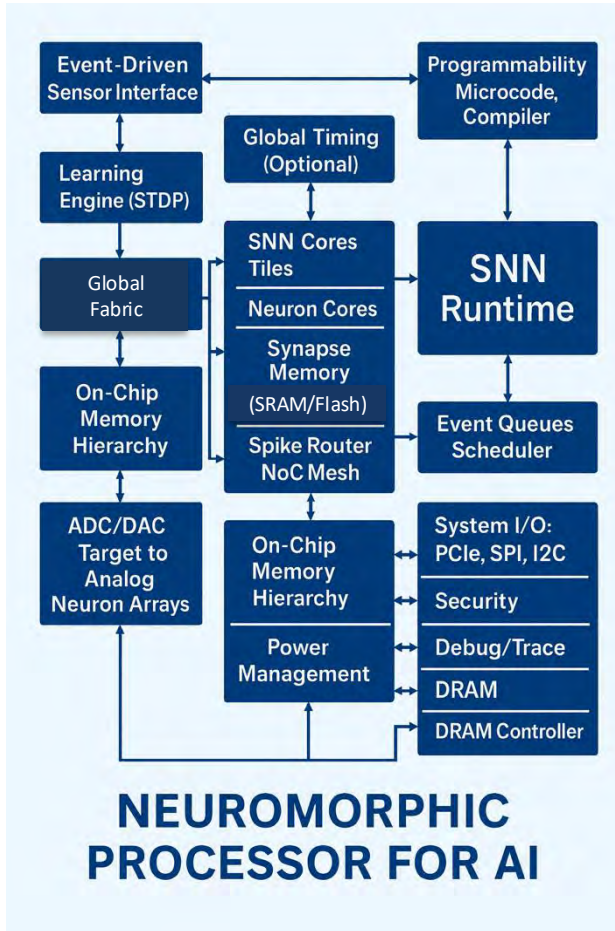 Event-Driven
Sensor Interface
Programmability
Microcode,
Compiler
Global Timing
(Optional)
Learning
Engine (STDP)
SNN Cores
Tiles
Neuron Cores
Synapse
Memory
(SRAM/Flash)
Spike Router
NoC Mesh
SNN
Runtime
Global
Fabric
On-Chip
Memory
Hierarchy
Event Queues
Scheduler
ADC/DAC
Target to
Analog
Neuron Arrays
On-Chip
Memory
Hierarchy
Power
Management
System I/O:
PCIe, SPI, I2C
Security
Debug/Trace
DRAM
DRAM Controller
NEUROMORPHIC
PROCESSOR FOR AI